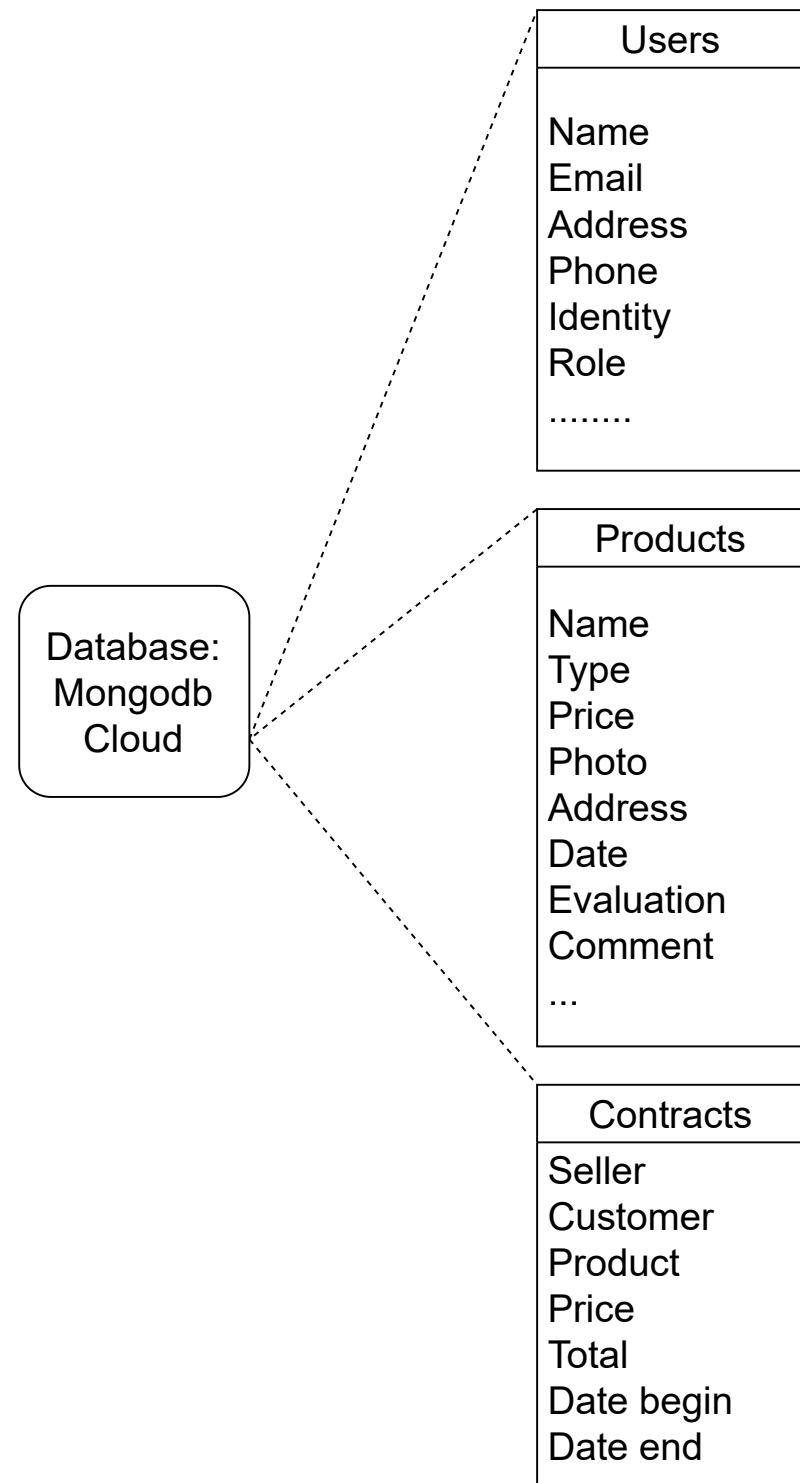 Users
Name
Email
Address
Phone
Identity
Role
........
Database:
Mongodb
Cloud
Products
Name
Type
Price
Photo
Address
Date
Evaluation
Comment
...
Contracts
Seller
Customer
Product
Price
Total
Date begin
Date end